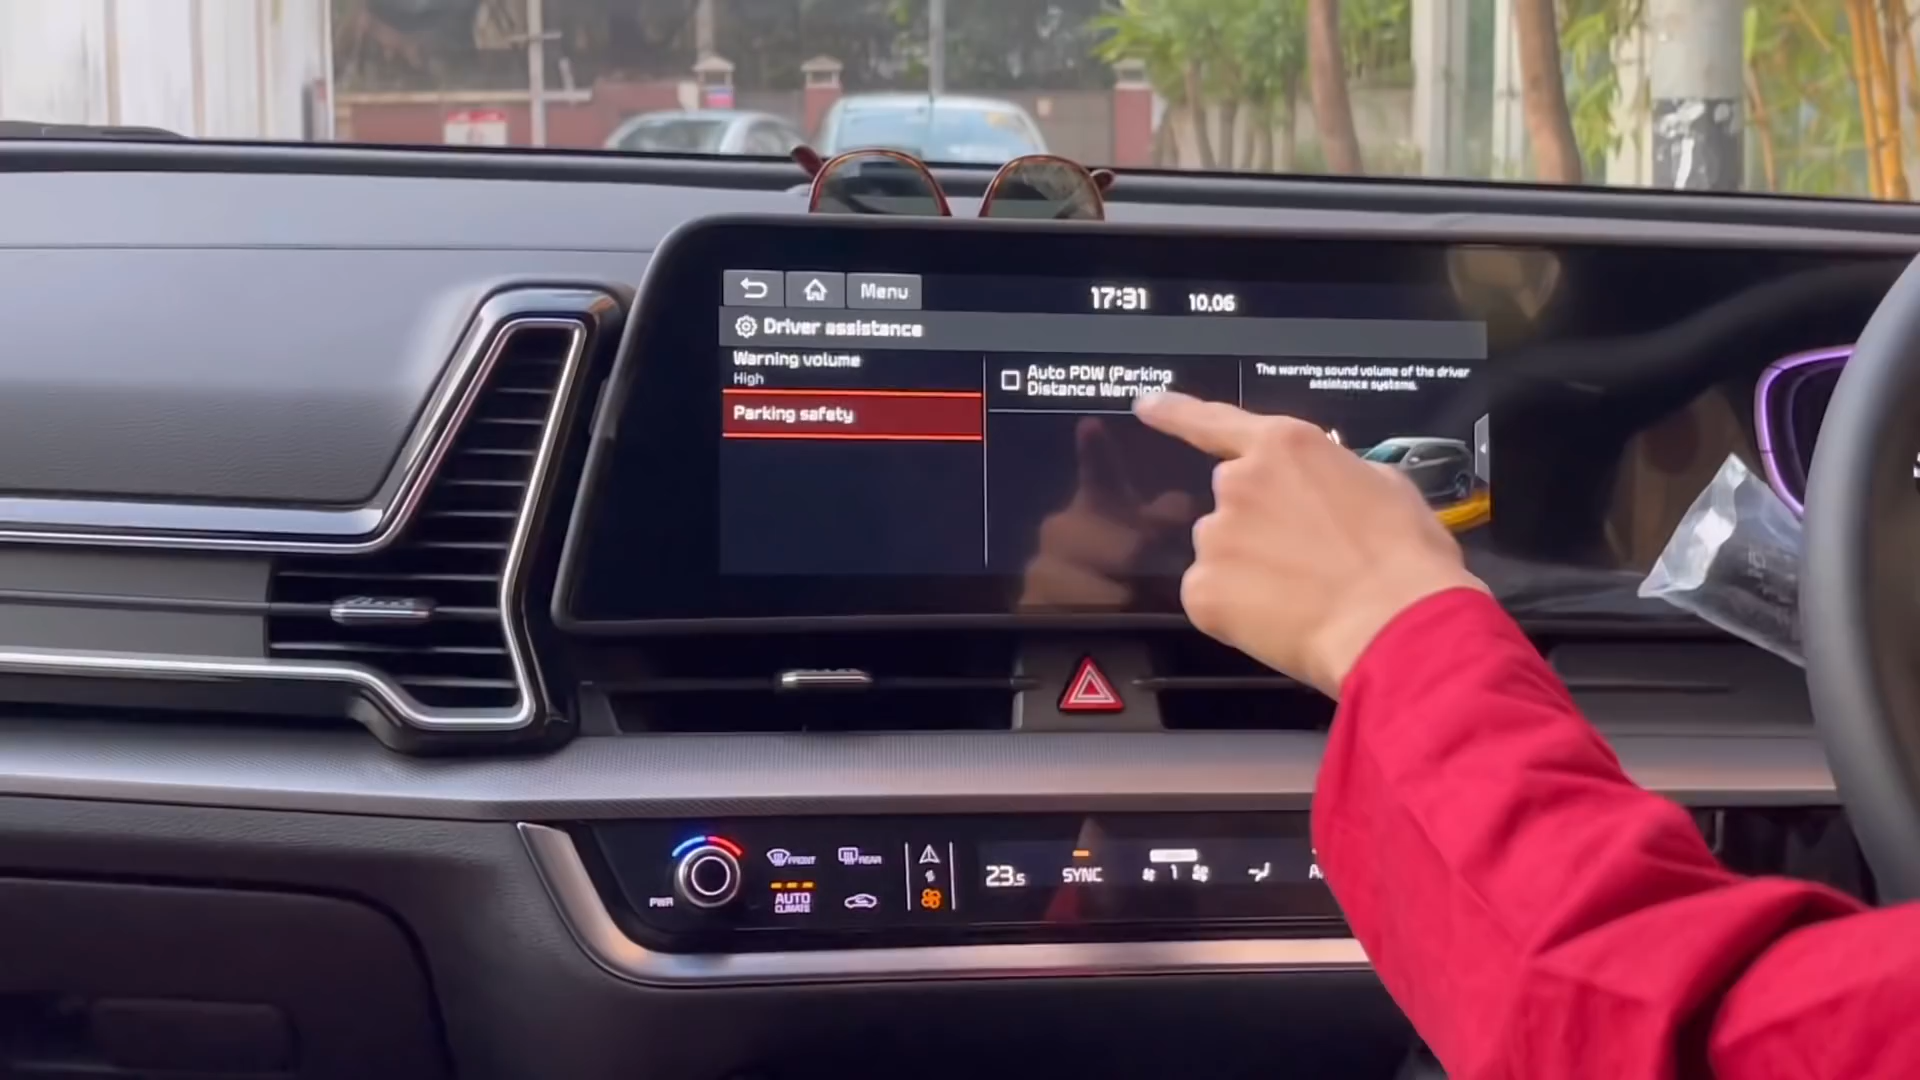 Menu
17:31
10.06
Driver assistance
Warning volume
High
Parking safety
Auto PDW (Parking
Distance Warning)
The warning sound volume of the driver
assistance systems.
FRONT
REAR
PWR
AUTO
CLIMATE
23.5
SYNC
1